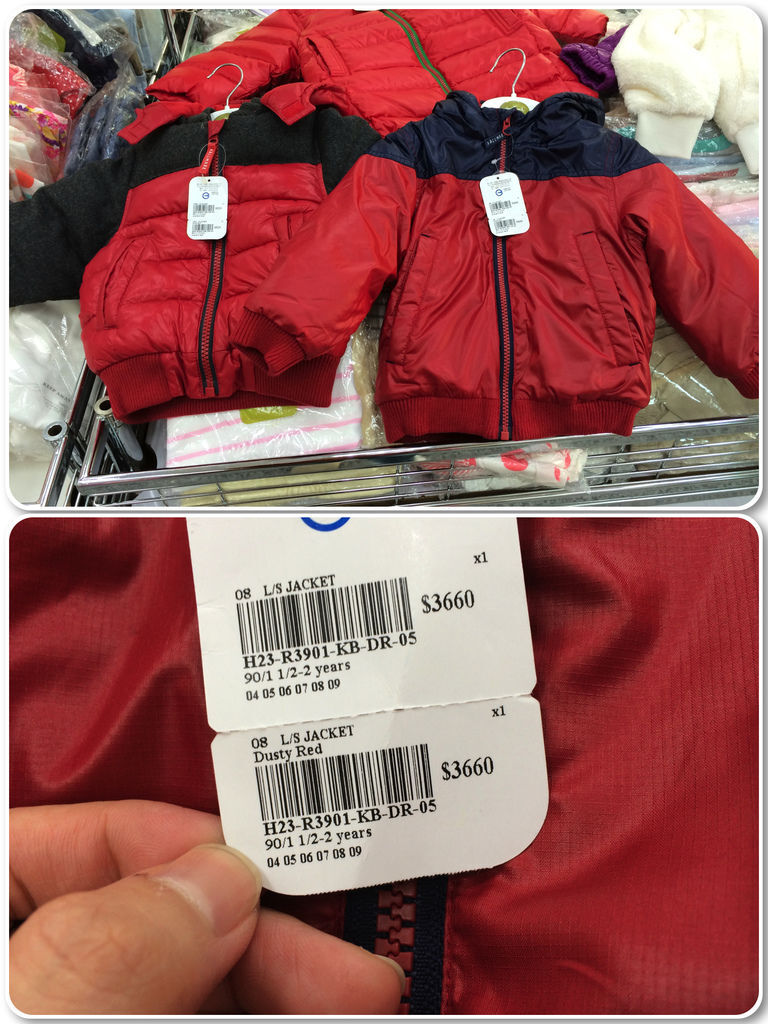 x1
08 L/S JACKET
$3660
H23-R3901-KB-DR-05
90/1 1/2-2 years
04 05 06 07 08 09
x1
08 L/S JACKET
Dusty Red
$3660
H23-R3901-KB-DR-05
90/1 1/2-2 years
04 05 06 07 08 09